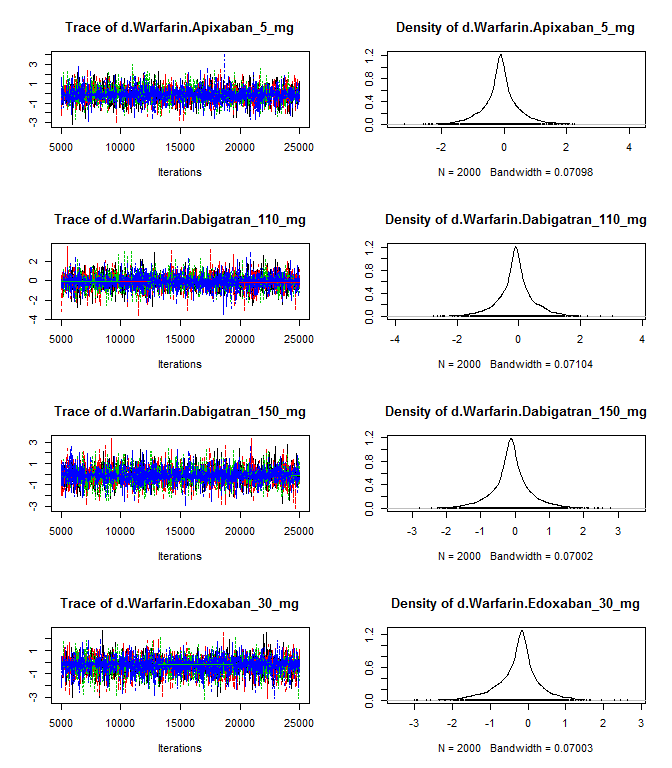 Trace of d.Warfarin.Apixaban_5_mg
-3 -1 1 3
5000 10000 15000 20000 25000
Iterations
Density of d.Warfarin.Apixaban_5_mg
0.0 0.4 0.8 1.2
-2 0 2 4
N = 2000 Bandwidth = 0.07098
Trace of d.Warfarin.Dabigatran_110_mg
-4 -2 0 2
5000 10000 15000 20000 25000
Iterations
Density of d.Warfarin.Dabigatran_110_mg
0.0 0.4 0.8 1.2
-4 -2 0 2 4
N = 2000 Bandwidth = 0.07104
Trace of d.Warfarin.Dabigatran_150_mg
-3 -1 1 3
5000 10000 15000 20000 25000
Iterations
Density of d.Warfarin.Dabigatran_150_mg
0.0 0.4 0.8 1.2
-3 -2 -1 0 1 2 3
N = 2000 Bandwidth = 0.07002
Trace of d.Warfarin.Edoxaban_30_mg
-3 -1 1
5000 10000 15000 20000 25000
Iterations
Density of d.Warfarin.Edoxaban_30_mg
0.0 0.6 1.2
-3 -2 -1 0 1 2 3
N = 2000 Bandwidth = 0.07003